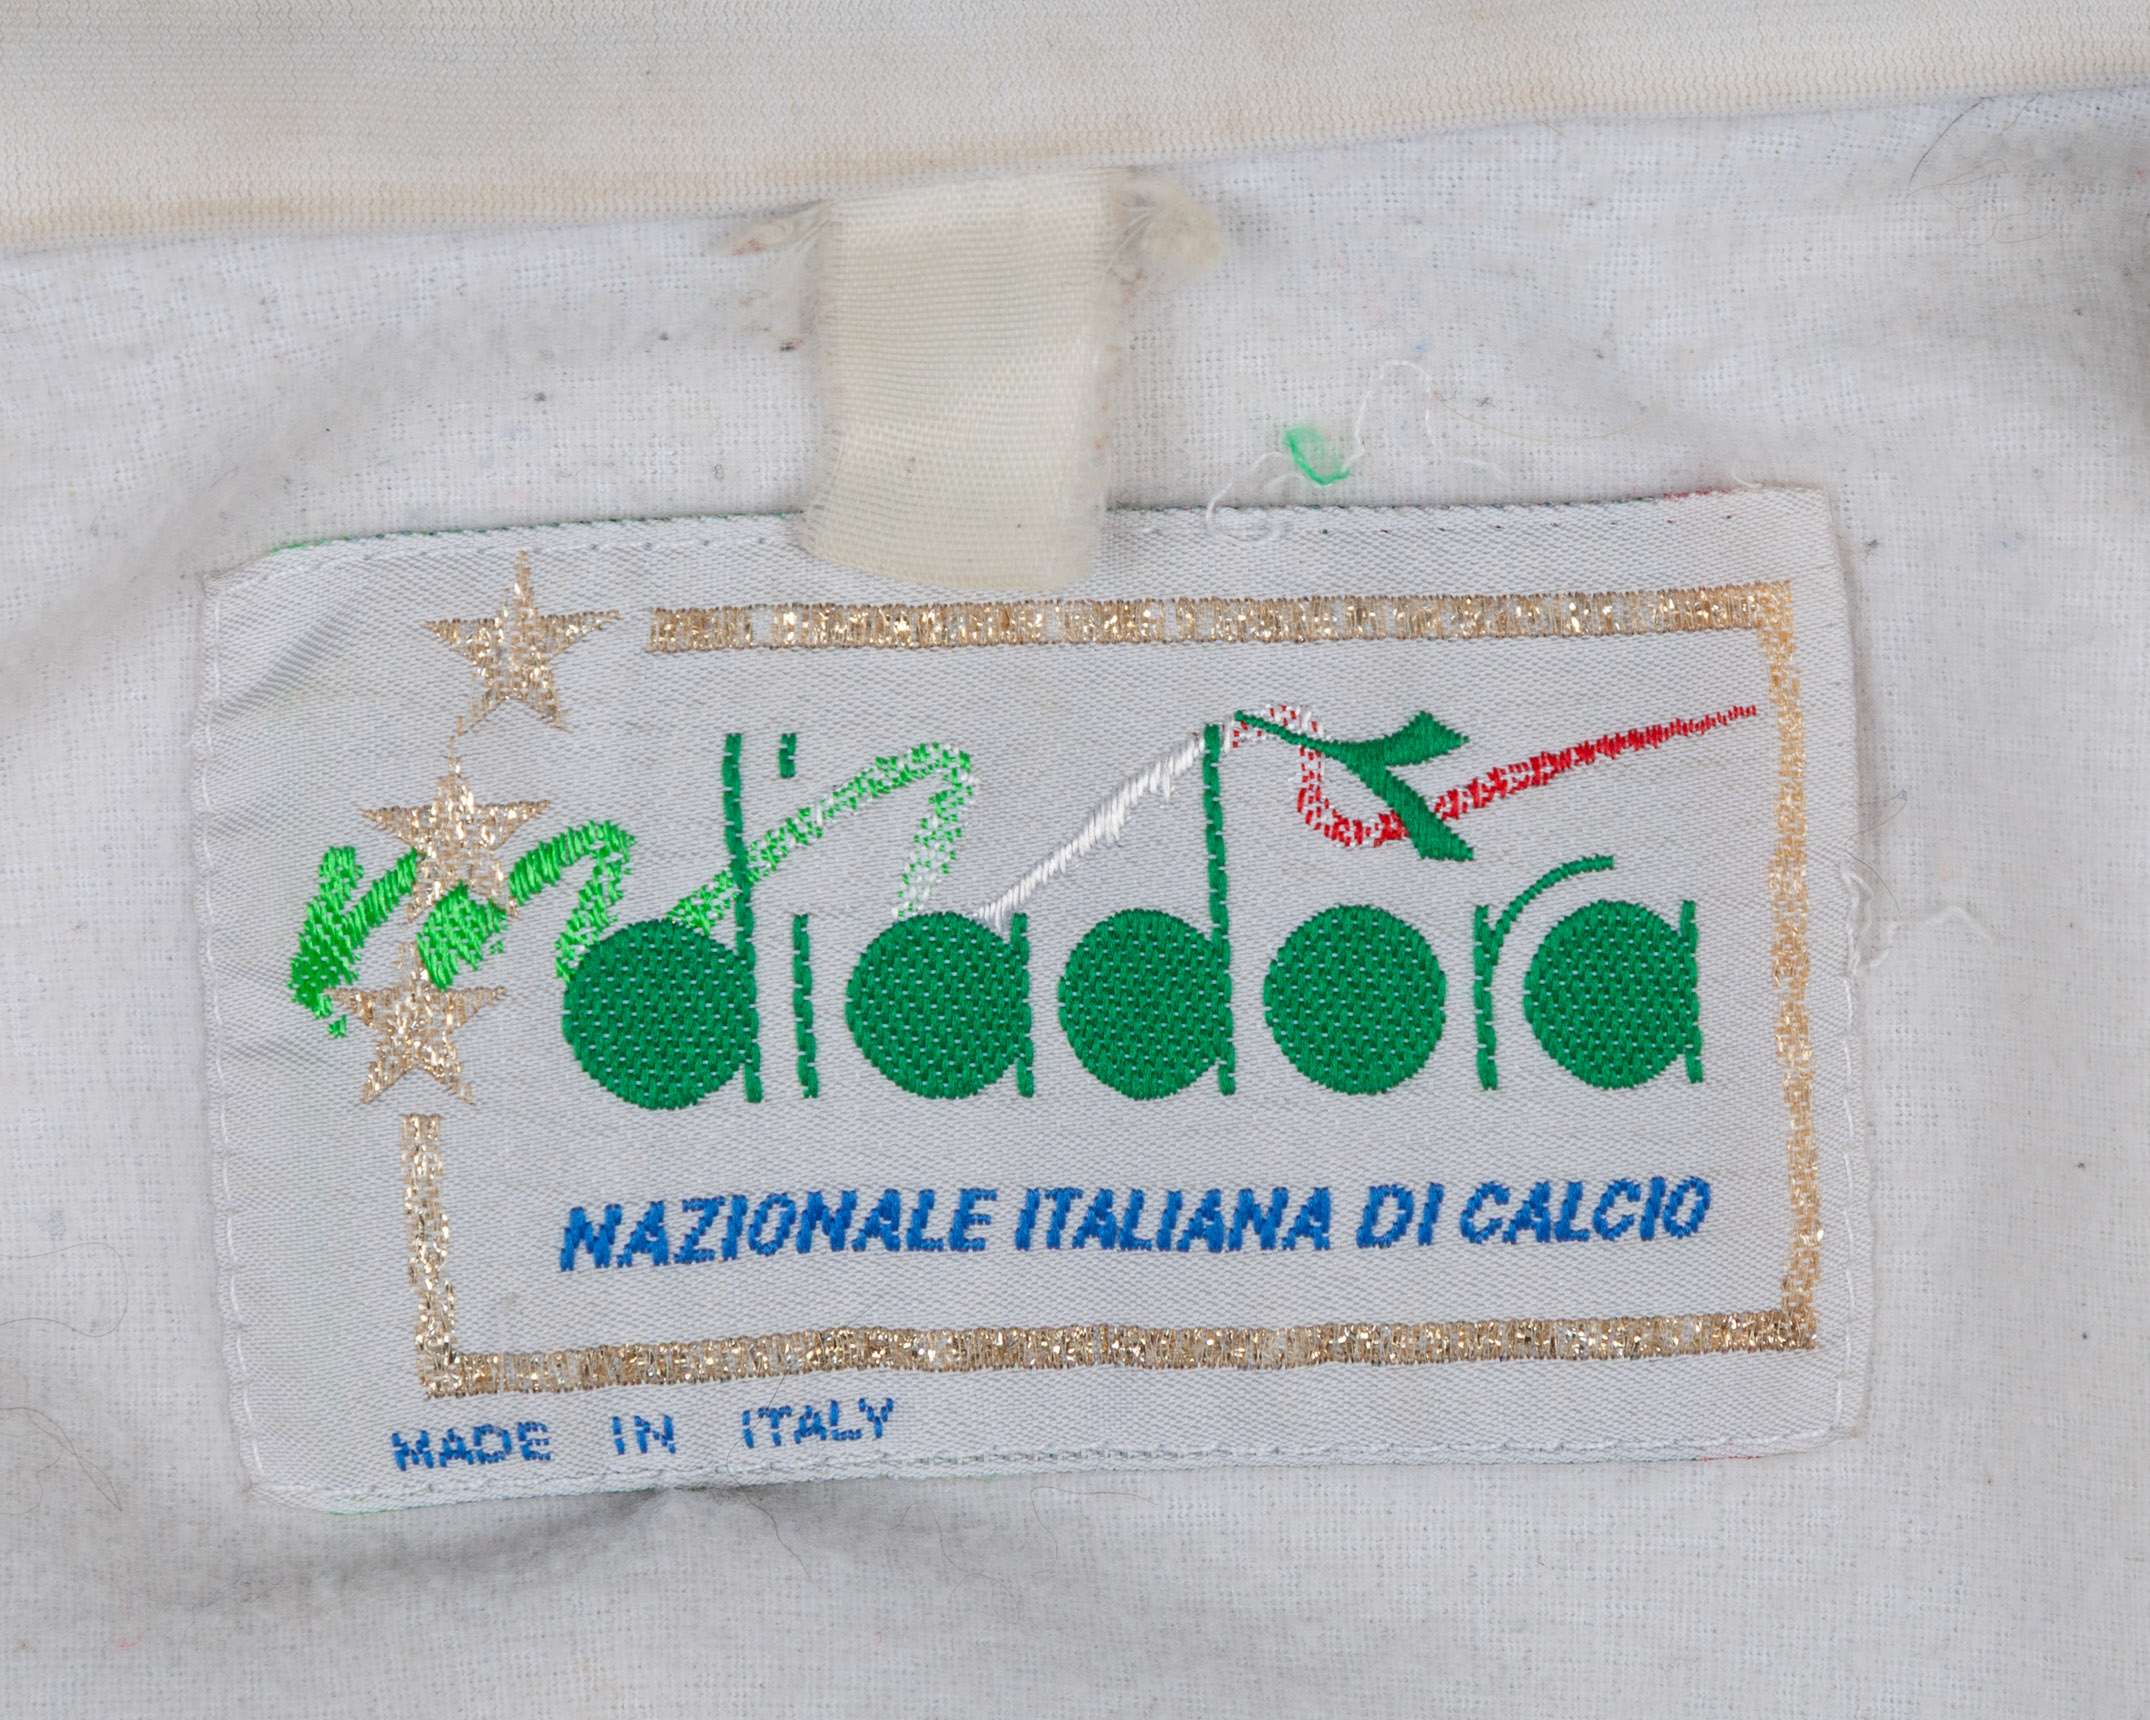 diadora
NAZIONALE ITALIANA DI CALCIO
MADE IN ITALY